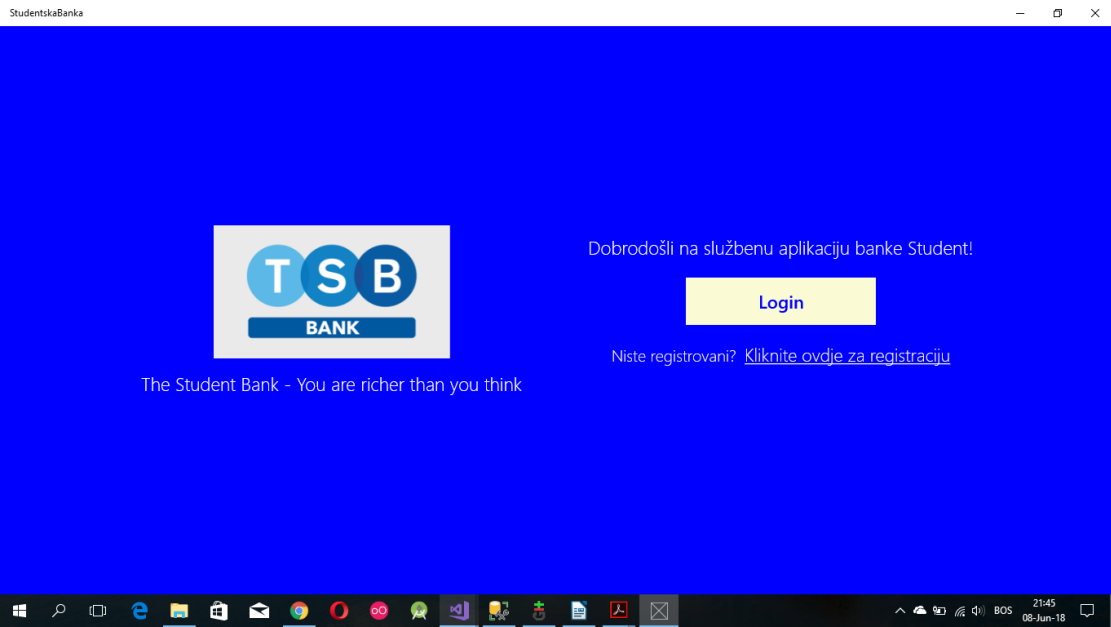 StudentskaBanka
TSB
BANK
The Student Bank - You are richer than you think
Dobrodošli na službenu aplikaciju banke Student!
Login
Niste registrovani? Kliknite ovdje za registraciju
BOS
21:45
08-Jun-18